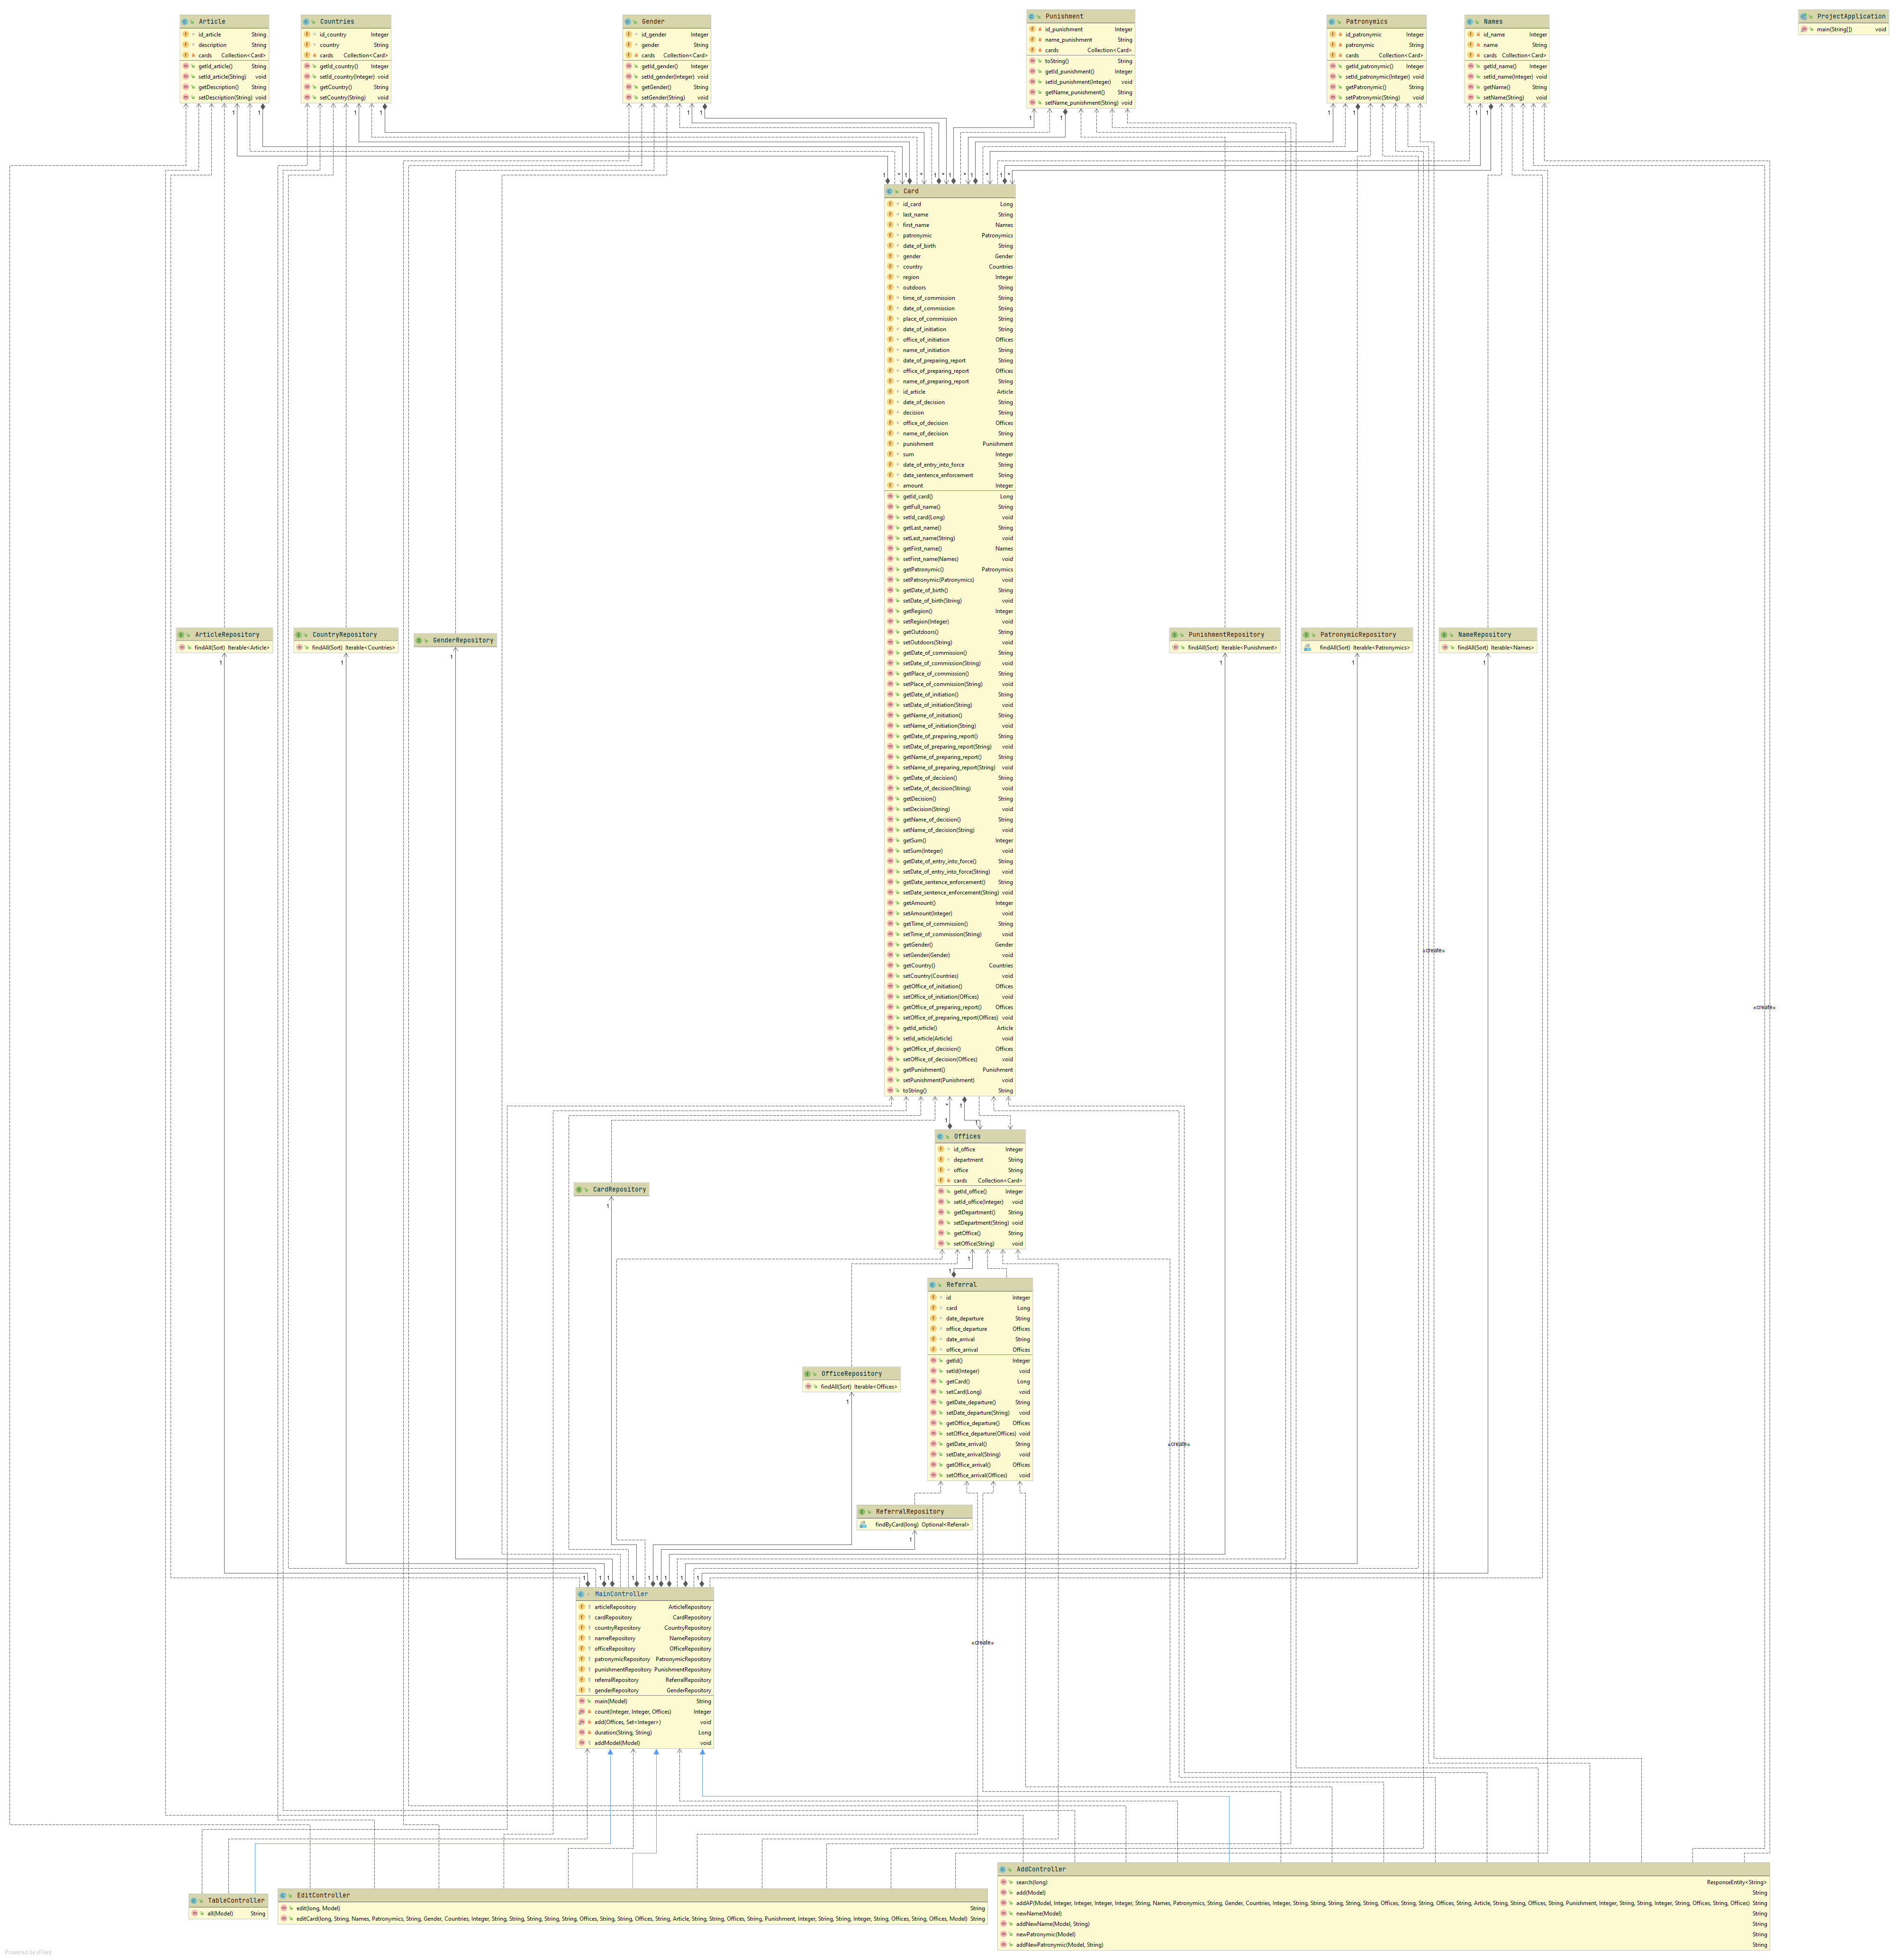 Article
id_article String
description String
cards Collection<Card>
getId_article() String
setId_article(String) void
getDescription() String
setDescription(String) void
Countries
id_country Integer
country String
cards Collection<Card>
getId_country() Integer
setId_country(Integer) void
getCountry() String
setCountry(String) void
Gender
id_gender Integer
gender String
cards Collection<Card>
getId_gender() Integer
setId_gender(Integer) void
getGender() String
setGender(String) void
Punishment
id_punishment Integer
name_punishment String
cards Collection<Card>
toString() String
getId_punishment() Integer
setId_punishment(Integer) void
getName_punishment() String
setName_punishment(String) void
Patronymics
id_patronymic Integer
patronymic String
cards Collection<Card>
getId_patronymic() Integer
setId_patronymic(Integer) void
getPatronymic() String
setPatronymic(String) void
Names
id_name Integer
name String
cards Collection<Card>
getId_name() Integer
setId_name(Integer) void
getName() String
setName(String) void
ProjectApplication
main(String[]) void
Card
id_card Long
last_name String
first_name Names
patronymic Patronymics
date_of_birth String
gender Gender
country Countries
region Integer
outdoors String
time_of_commission String
date_of_commission String
place_of_commission String
date_of_initiation String
office_of_initiation Offices
name_of_initiation String
date_of_preparing_report String
office_of_preparing_report Offices
name_of_preparing_report String
id_article Article
date_of_decision String
decision String
office_of_decision Offices
name_of_decision String
punishment Punishment
sum Integer
date_of_entry_into_force String
date_sentence_enforcement String
amount Integer
getId_card() Long
getFull_name() String
setId_card(Long) void
getLast_name() String
setLast_name(String) void
getFirst_name() Names
setFirst_name(Names) void
getPatronymic() Patronymics
setPatronymic(Patronymics) void
getDate_of_birth() String
setDate_of_birth(String) void
getRegion() Integer
setRegion(Integer) void
getOutdoors() String
setOutdoors(String) void
getDate_of_commission() String
setDate_of_commission(String) void
getPlace_of_commission() String
setPlace_of_commission(String) void
getDate_of_initiation() String
setDate_of_initiation(String) void
getName_of_initiation() String
setName_of_initiation(String) void
getDate_of_preparing_report() String
setDate_of_preparing_report(String) void
getName_of_preparing_report() String
setName_of_preparing_report(String) void
getDate_of_decision() String
setDate_of_decision(String) void
getDecision() String
setDecision(String) void
getName_of_decision() String
setName_of_decision(String) void
getSum() Integer
setSum(Integer) void
getDate_of_entry_into_force() String
setDate_of_entry_into_force(String) void
getDate_sentence_enforcement() String
setDate_sentence_enforcement(String) void
getAmount() Integer
setAmount(Integer) void
getTime_of_commission() String
setTime_of_commission(String) void
getGender() Gender
setGender(Gender) void
getCountry() Countries
setCountry(Countries) void
getOffice_of_initiation() Offices
setOffice_of_initiation(Offices) void
getOffice_of_preparing_report() Offices
setOffice_of_preparing_report(Offices) void
getId_article() Article
setId_article(Article) void
getOffice_of_decision() Offices
setOffice_of_decision(Offices) void
getPunishment() Punishment
setPunishment(Punishment) void
toString() String
ArticleRepository
findAll(Sort) Iterable<Article>
CountryRepository
findAll(Sort) Iterable<Countries>
GenderRepository
PunishmentRepository
findAll(Sort) Iterable<Punishment>
PatronymicRepository
findAll(Sort) Iterable<Patronymics>
NameRepository
findAll(Sort) Iterable<Names>
«create»
«create»
Offices
id_office Integer
department String
office String
cards Collection<Card>
getId_office() Integer
setId_office(Integer) void
getDepartment() String
setDepartment(String) void
getOffice() String
setOffice(String) void
CardRepository
Referral
id Integer
card Long
date_departure String
office_departure Offices
date_arrival String
office_arrival Offices
getId() Integer
setId(Integer) void
getCard() Long
setCard(Long) void
getDate_departure() String
setDate_departure(String) void
getOffice_departure() Offices
setOffice_departure(Offices) void
getDate_arrival() String
setDate_arrival(String) void
getOffice_arrival() Offices
setOffice_arrival(Offices) void
OfficeRepository
findAll(Sort) Iterable<Offices>
«create»
ReferralRepository
findByCard(long) Optional<Referral>
«create»
MainController
articleRepository ArticleRepository
cardRepository CardRepository
countryRepository CountryRepository
nameRepository NameRepository
officeRepository OfficeRepository
patronymicRepository PatronymicRepository
punishmentRepository PunishmentRepository
referralRepository ReferralRepository
genderRepository GenderRepository
main(Model) String
count(Integer, Integer, Offices) Integer
add(Offices, Set<Integer>) void
duration(String, String) Long
addModel(Model) void
TableController
all(Model) String
EditController
edit(long, Model) String
editCard(long, String, Names, Patronymics, String, Gender, Countries, Integer, String, String, String, String, String, Offices, String, String, Offices, String, Article, String, String, Offices, String, Punishment, Integer, String, String, Integer, String, Offices, String, Offices, Model) String
AddController
search(long) ResponseEntity<String>
add(Model) String
addAP(Model, Integer, Integer, Integer, Integer, String, Names, Patronymics, String, Gender, Countries, Integer, String, String, String, String, String, Offices, String, String, Offices, String, Article, String, String, Offices, String, Punishment, Integer, String, String, Integer, String, Offices, String, Offices) String
newName(Model) String
addNewName(Model, String) String
newPatronymic(Model) String
addNewPatronymic(Model, String) String
Powered by yFiles